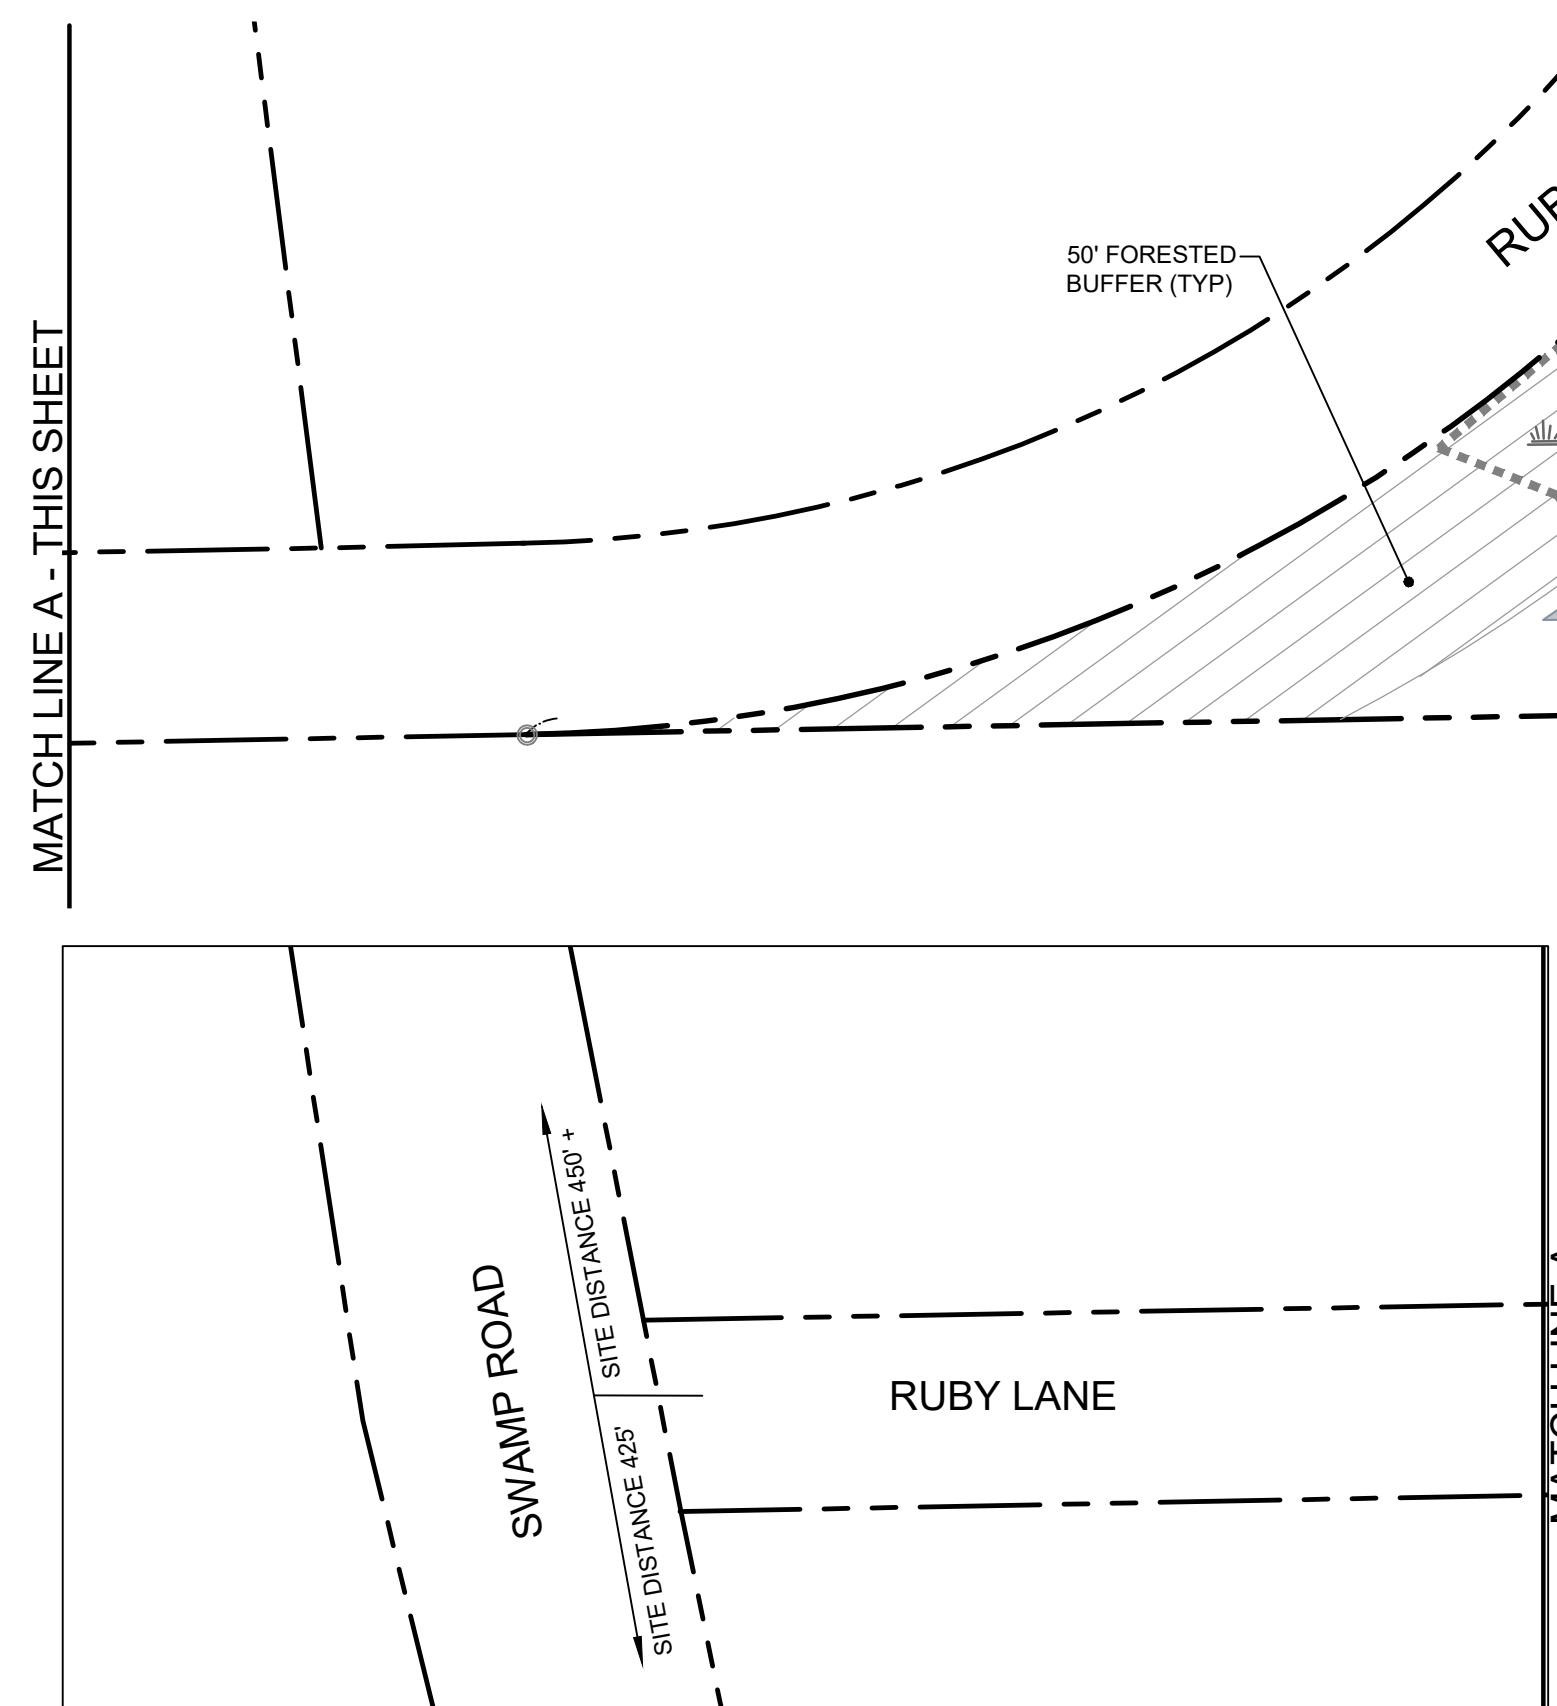 MATCH LINE A - THIS SHEET
50' FORESTED
BUFFER (TYP)
SWAMP ROAD
SITE DISTANCE 450' +
SITE DISTANCE 425'
RUBY LANE